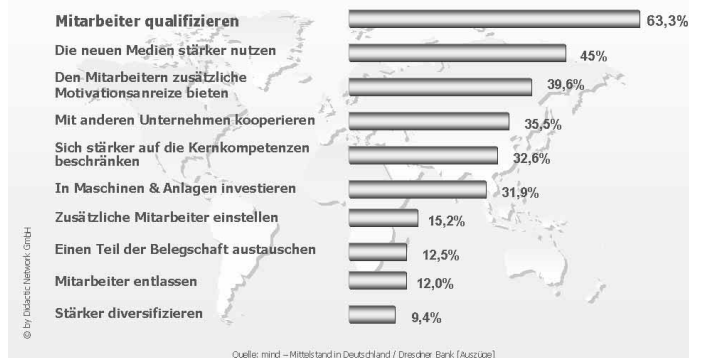 Mitarbeiter qualifizieren
63,3%
Die neuen Medien stärker nutzen
45%
Den Mitarbeitern zusätzliche
Motivationsanreize bieten
39,6%
Mit anderen Unternehmen kooperieren
35,5%
Sich stärker auf die Kernkompetenzen
beschränken
32,6%
In Maschinen & Anlagen investieren
31,9%
Zusätzliche Mitarbeiter einstellen
15,2%
Einen Teil der Belegschaft austauschen
12,5%
Mitarbeiter entlassen
12,0%
Stärker diversifizieren
9,4%
© by Didactic Network GmbH
Quelle: mind – Mittelstand in Deutschland / Dresdner Bank [Auszüge]